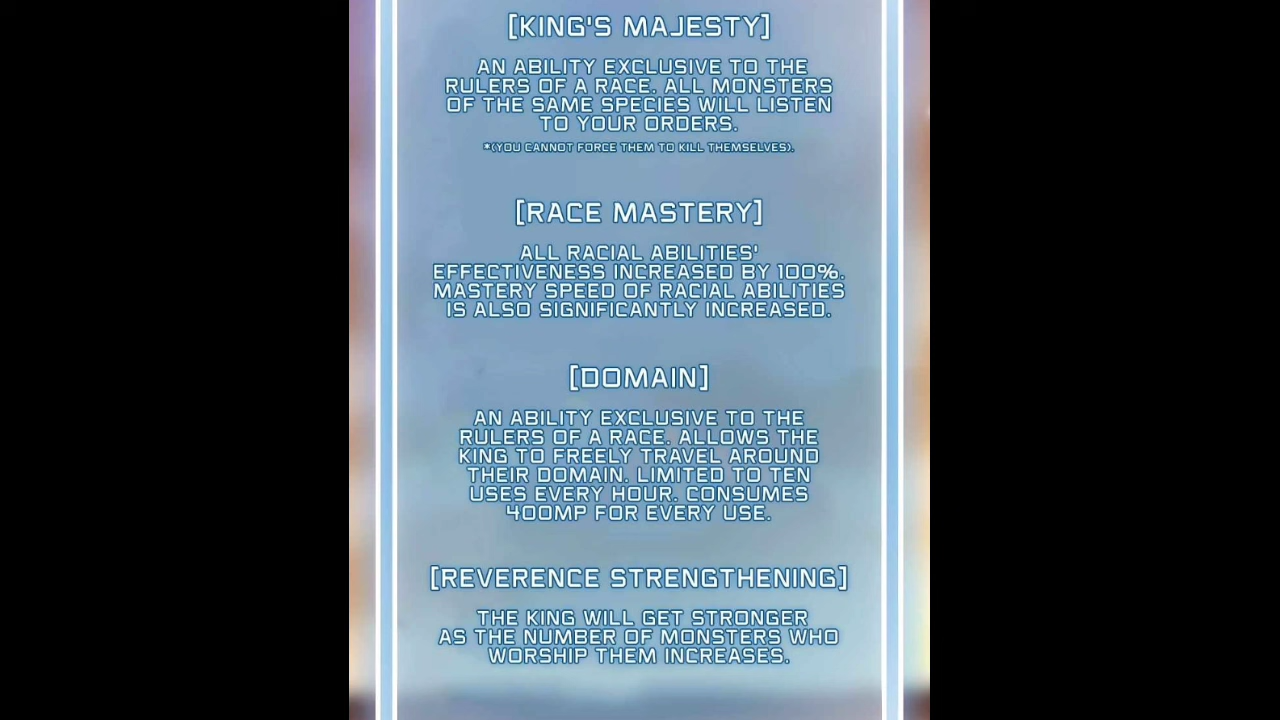 [KING'S MAJESTY]
AN ABILITY EXCLUSIVE TO THE
RULERS OF A RACE. ALL MONSTERS
OF THE SAME SPECIES WILL LISTEN
TO YOUR ORDERS.
*(YOU CANNOT FORCE THEM TO KILL THEMSELVES).
[RACE MASTERY]
ALL RACIAL ABILITIES'
EFFECTIVENESS INCREASED BY 100%.
MASTERY SPEED OF RACIAL ABILITIES
IS ALSO SIGNIFICANTLY INCREASED.
[DOMAIN]
AN ABILITY EXCLUSIVE TO THE
RULERS OF A RACE. ALLOWS THE
KING TO FREELY TRAVEL AROUND
THEIR DOMAIN. LIMITED TO TEN
USES EVERY HOUR. CONSUMES
400MP FOR EVERY USE.
[REVERENCE STRENGTHENING]
THE KING WILL GET STRONGER
AS THE NUMBER OF MONSTERS WHO
WORSHIP THEM INCREASES.